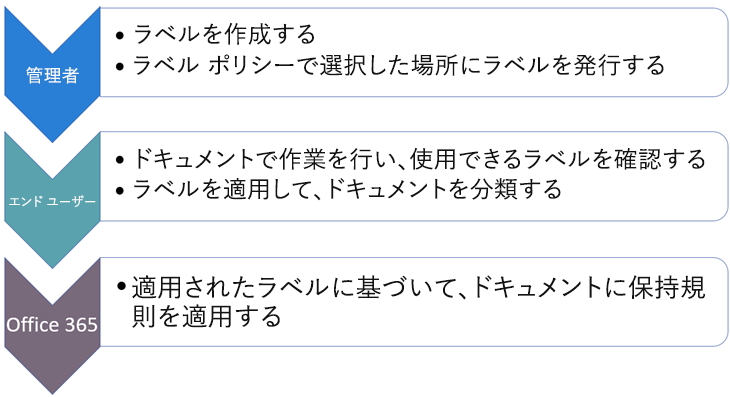 管理者
• ラベルを作成する
• ラベル ポリシーで選択した場所にラベルを発行する
エンド ユーザー
• ドキュメントで作業を行い、使用できるラベルを確認する
• ラベルを適用して、ドキュメントを分類する
Office 365
• 適用されたラベルに基づいて、ドキュメントに保持規
則を適用する